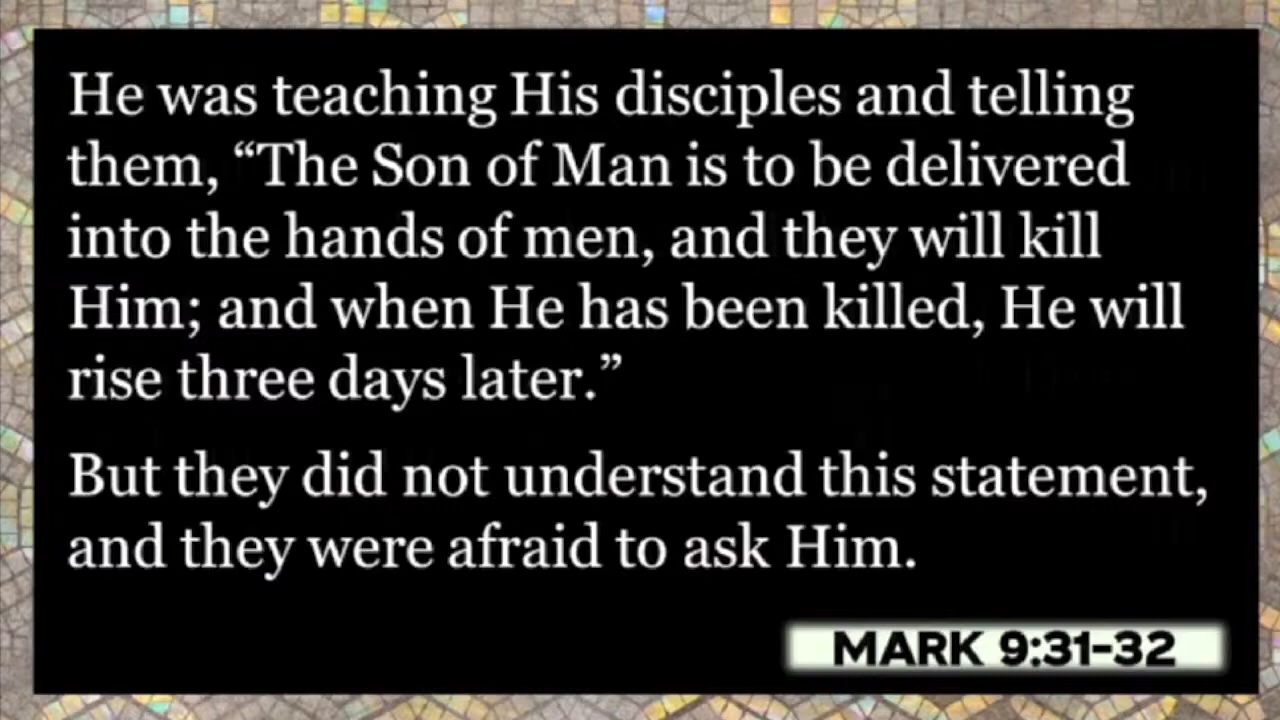 He was teaching His disciples and telling
them, “The Son of Man is to be delivered
into the hands of men, and they will kill
Him; and when He has been killed, He will
rise three days later.”
But they did not understand this statement,
and they were afraid to ask Him.
MARK 9:31-32